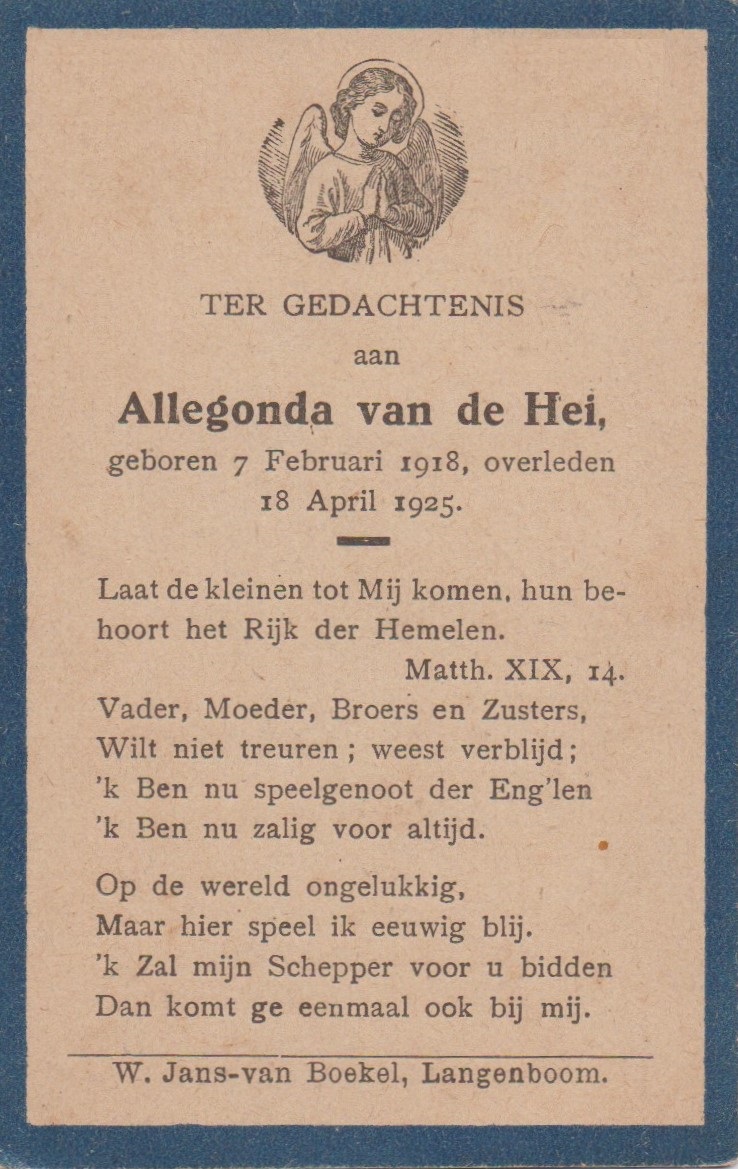 TER GEDACHTENIS
aan
Allegonda van de Hei,
geboren 7 Februari 1918, overleden
18 April 1925.
Laat de kleinen tot Mij komen, hun be-
hoort het Rijk der Hemelen.
Matth. XIX, 14.
Vader, Moeder, Broers en Zusters,
Wilt niet treuren ; weest verblijd ;
'k Ben nu speelgenoot der Eng'len
'k Ben nu zalig voor altijd.
Op de wereld ongelukkig,
Maar hier speel ik eeuwig blij.
'k Zal mijn Schepper voor u bidden
Dan komt ge eenmaal ook bij mij.
W. Jans-van Boekel, Langenboom.